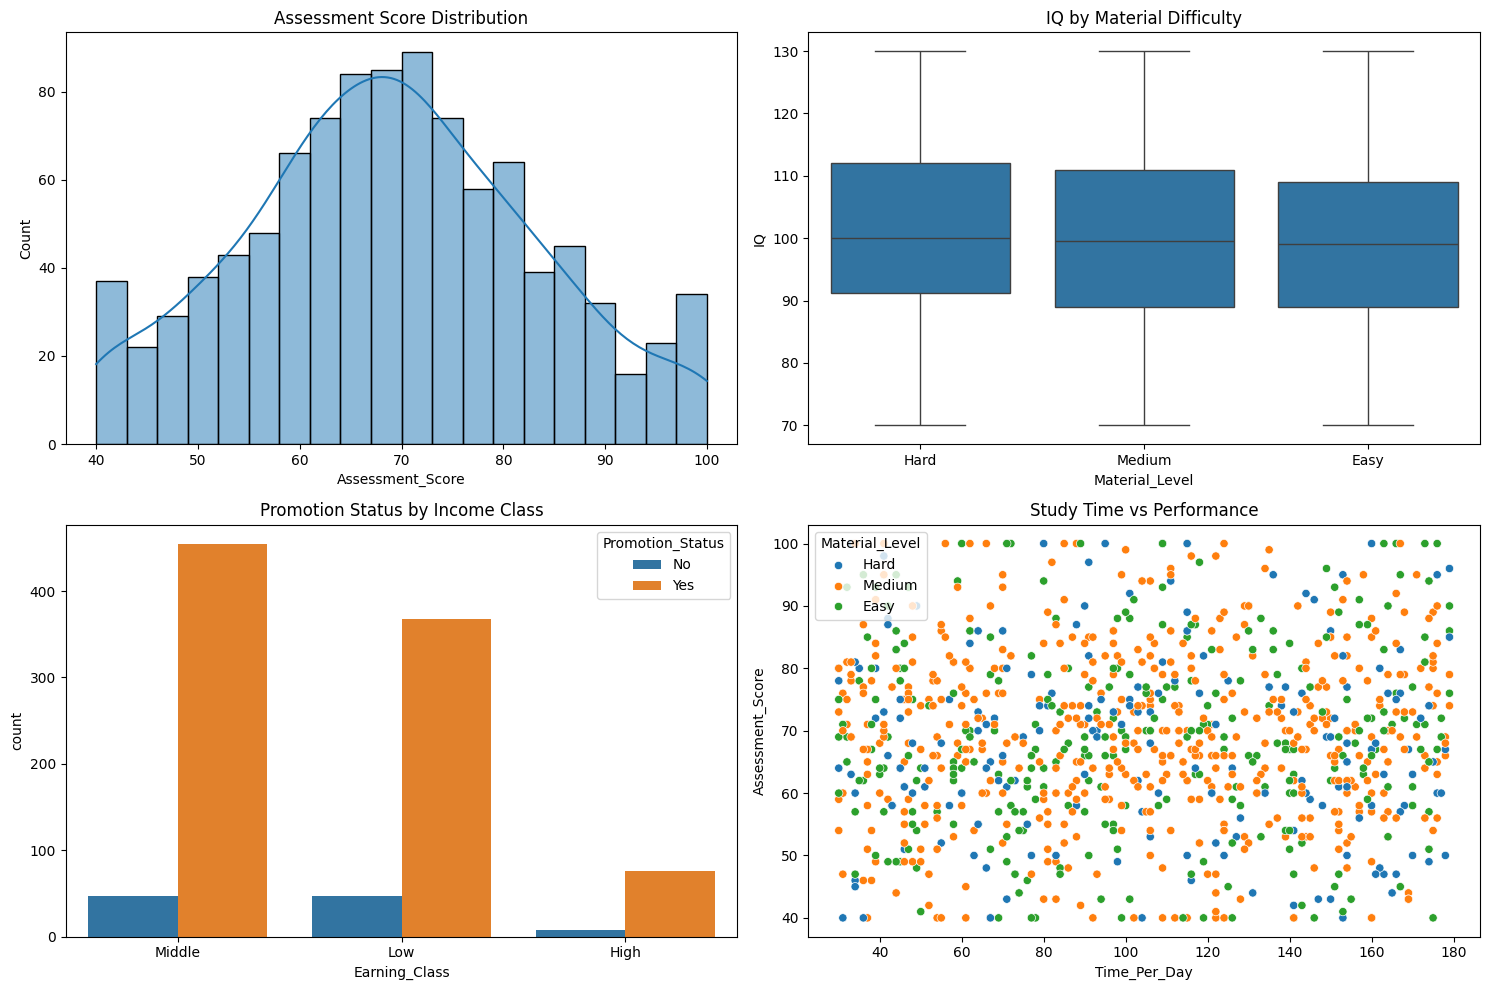 Assessment Score Distribution
Count
80
60
40
20
0
40 50 60 70 80 90 100
Assessment_Score
IQ by Material Difficulty
IQ
130
120
110
100
90
80
70
Hard Medium Easy
Material_Level
Promotion Status by Income Class
Promotion_Status
No
Yes
count
400
300
200
100
0
Middle Low High
Earning_Class
Study Time vs Performance
Material_Level
Hard
Medium
Easy
Assessment_Score
100
90
80
70
60
50
40
40 60 80 100 120 140 160 180
Time_Per_Day